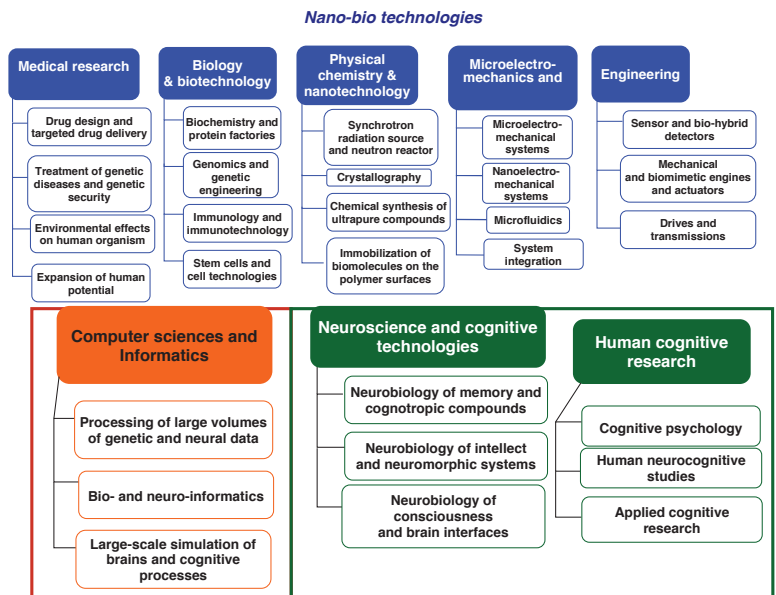 Nano-bio technologies
Medical research
Drug design and
targeted drug delivery
Treatment of genetic
diseases and genetic
security
Environmental effects
on human organism
Expansion of human
potential
Biology
& biotechnology
Biochemistry and
protein factories
Genomics and
genetic
engineering
Immunology and
immunotechnology
Stem cells and
cell technologies
Physical
chemistry &
nanotechnology
Synchrotron
radiation source
and neutron reactor
Crystallography
Chemical synthesis of
ultrapure compounds
Immobilization of
biomolecules on the
polymer surfaces
Microelectro-
mechanics and
Microelectro-
mechanical
systems
Nanoelectro-
mechanical
systems
Microfluidics
System
integration
Engineering
Sensor and bio-hybrid
detectors
Mechanical
and biomimetic engines
and actuators
Drives and
transmissions
Computer sciences and
Informatics
Processing of large volumes
of genetic and neural data
Bio- and neuro-informatics
Large-scale simulation of
brains and cognitive
processes
Neuroscience and cognitive
technologies
Neurobiology of memory and
cognotropic compounds
Neurobiology of intellect
and neuromorphic systems
Neurobiology of
consciousness
and brain interfaces
Human cognitive
research
Cognitive psychology
Human neurocognitive
studies
Applied cognitive
research